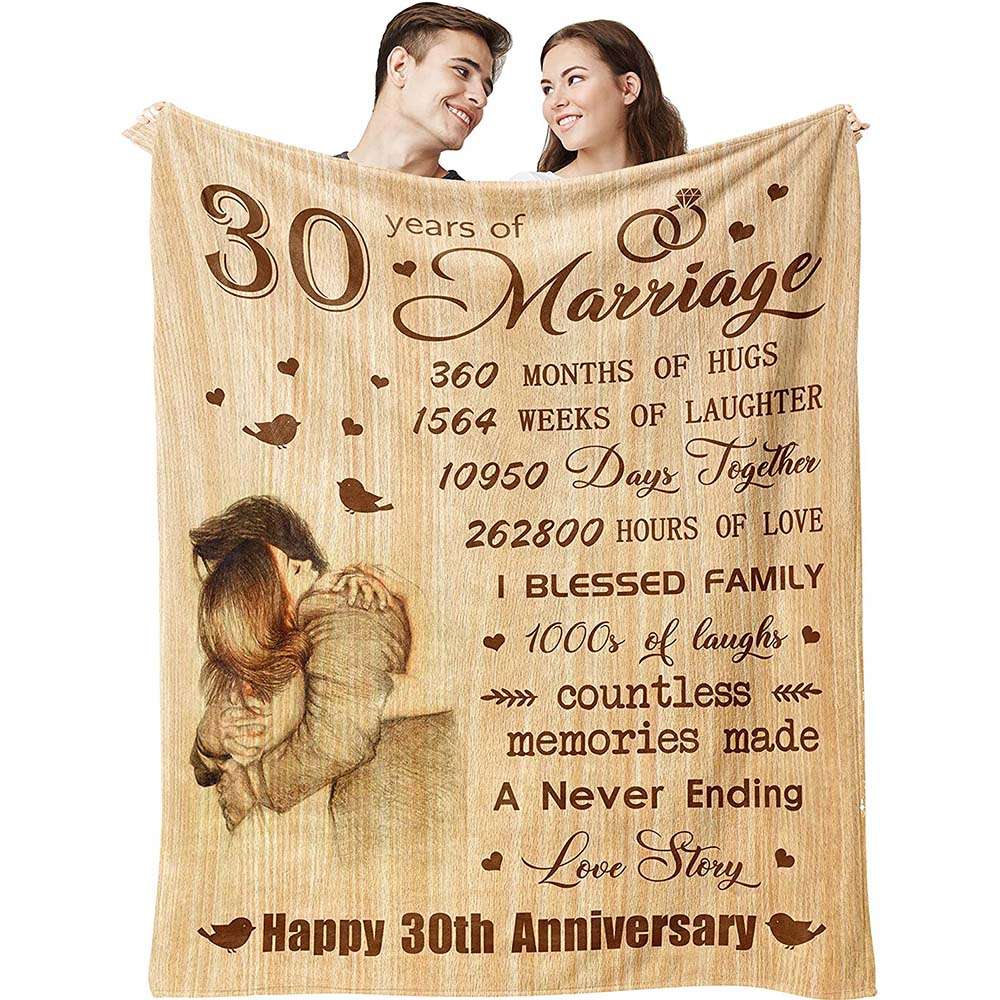 30 years of
Marriage
360 MONTHS OF HUGS
1564 WEEKS OF LAUGHTER
10950 Days Together
262800 HOURS OF LOVE
1 BLESSED FAMILY
1000s of laughs
countless
memories made
A Never Ending
Love Story
Happy 30th Anniversary